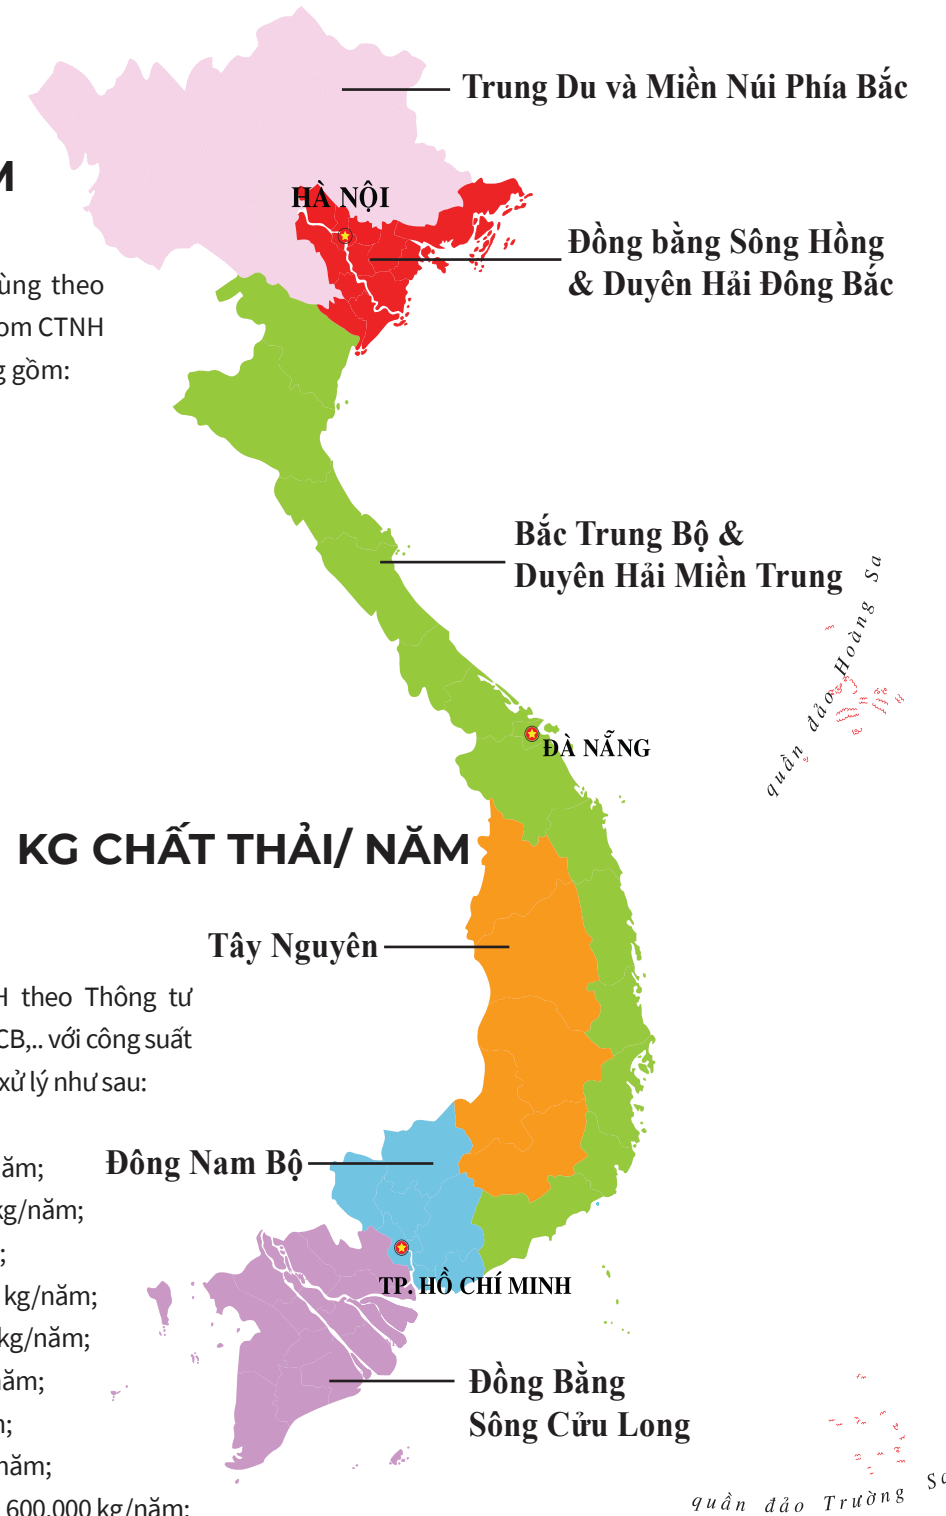 Trung Du và Miền Núi Phía Bắc
M
HÀ NỘI
Đồng bằng Sông Hồng
& Duyên Hải Đông Bắc
ùng theo
om CTNH
g gồm:
Bắc Trung Bộ &
Duyên Hải Miền Trung
quần đảo Hoàng Sa
ĐÀ NẴNG
KG CHẤT THẢI/ NĂM
Tây Nguyên
H theo Thông tư
CB,.. với công suất
xử lý như sau:
Đông Nam Bộ
ăm;
kg/năm;
;
kg/năm;
TP. HỒ CHÍ MINH
kg/năm;
năm;
Đồng Bằng
Sông Cửu Long
n;
năm;
600.000 kg/năm;
quần đảo Trường Sa